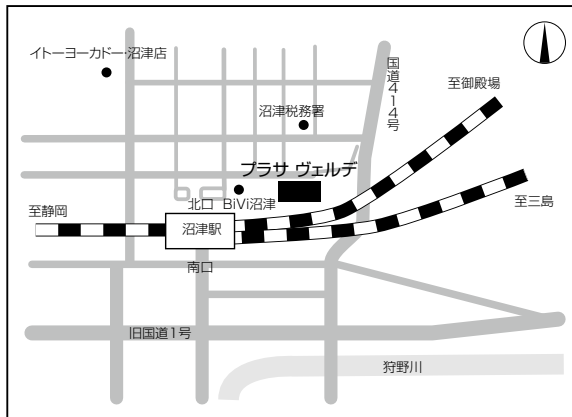 イトーヨーカドー・沼津店
国道414号
至御殿場
沼津税務署
プラサ ヴェルデ
北口 BiVi沼津
至静岡
沼津駅
至三島
南口
旧国道1号
狩野川